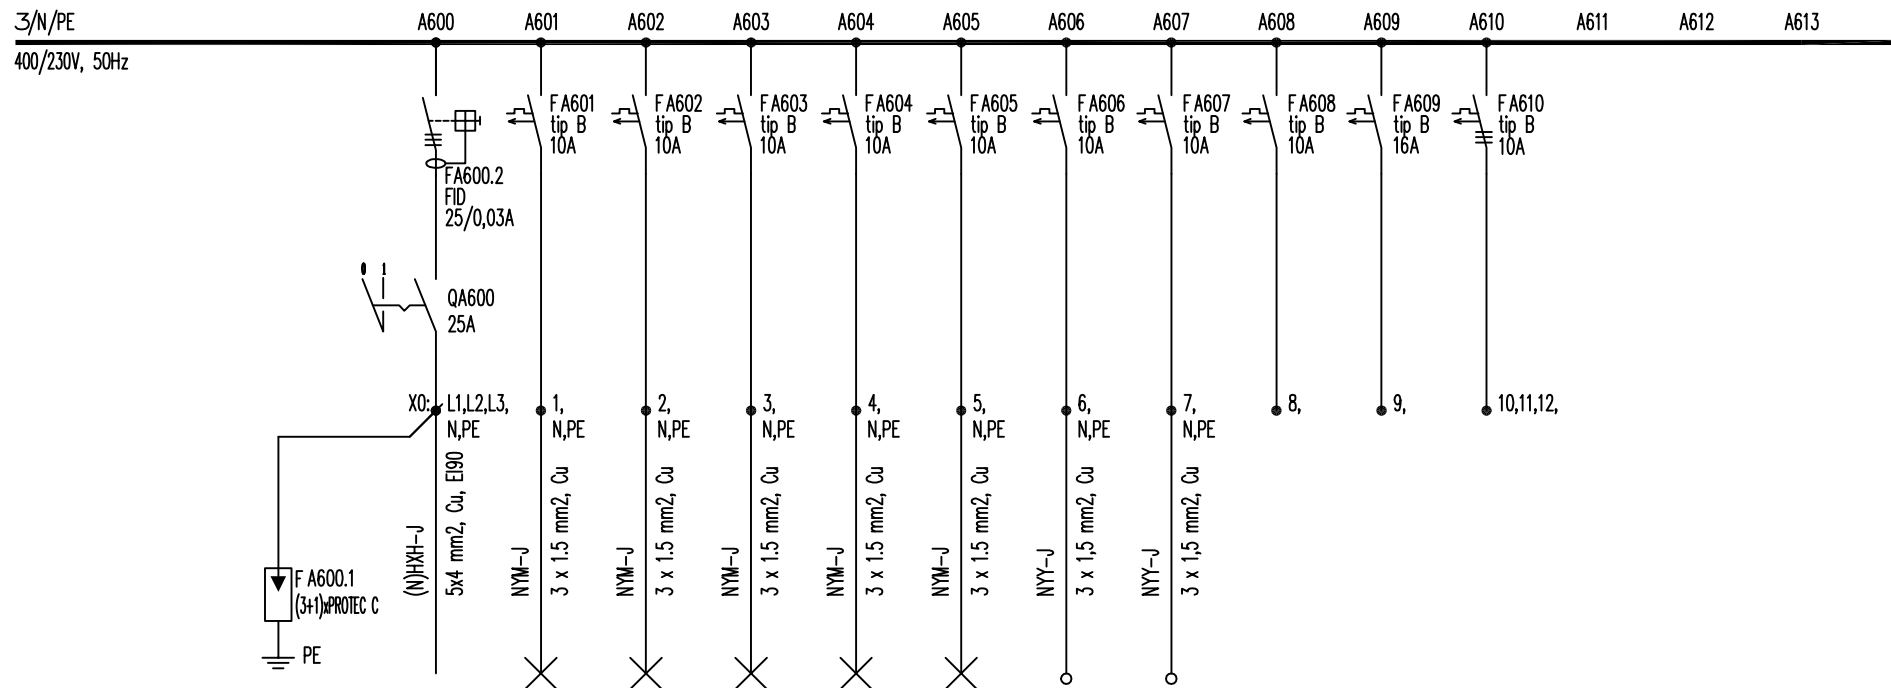 3/N/PE
A600
A601
A602
A603
A604
A605
A606
A607
A608
A609
A610
A611
A612
A613
400/230V, 50Hz
FA600.2
FID
25/0,03A
FA601
tip B
10A
FA602
tip B
10A
FA603
tip B
10A
FA604
tip B
10A
FA605
tip B
10A
FA606
tip B
10A
FA607
tip B
10A
FA608
tip B
10A
FA609
tip B
16A
FA610
tip B
10A
0 1
QA600
25A
X0: L1,L2,L3,
N,PE
1,
N,PE
2,
N,PE
3,
N,PE
4,
N,PE
5,
N,PE
6,
N,PE
7,
N,PE
8,
9,
10,11,12,
FA600.1
(3+1)xPROTEC C
PE
(N)HXH-J
5x4 mm2, Cu, EI90
NYM-J
3 x 1.5 mm2, Cu
NYM-J
3 x 1.5 mm2, Cu
NYM-J
3 x 1.5 mm2, Cu
NYM-J
3 x 1.5 mm2, Cu
NYM-J
3 x 1.5 mm2, Cu
NYY-J
3 x 1,5 mm2, Cu
NYY-J
3 x 1,5 mm2, Cu